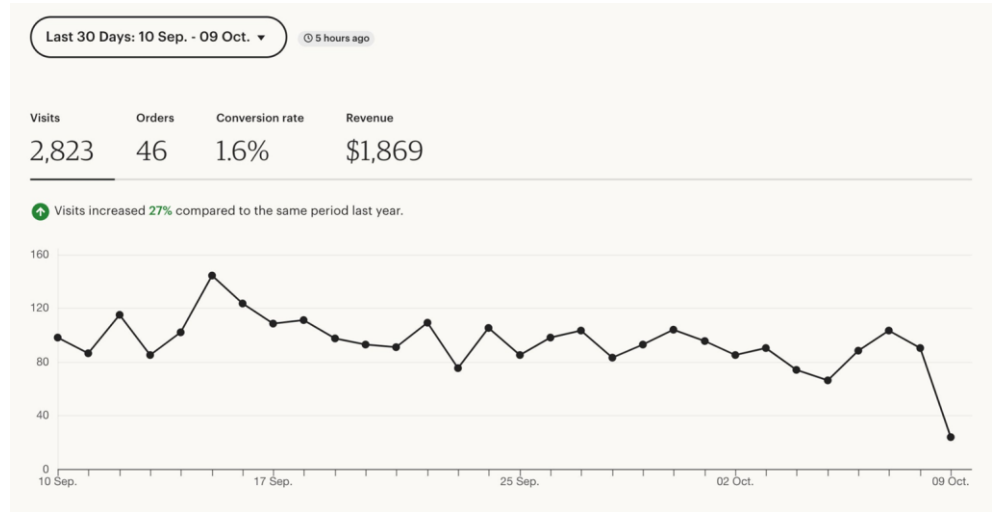 Last 30 Days: 10 Sep. - 09 Oct. ▼ 5 hours ago
Visits Orders Conversion rate Revenue
2,823 46 1.6% $1,869
Visits increased 27% compared to the same period last year.
160
120
80
40
0
10 Sep. 17 Sep. 25 Sep. 02 Oct. 09 Oct.